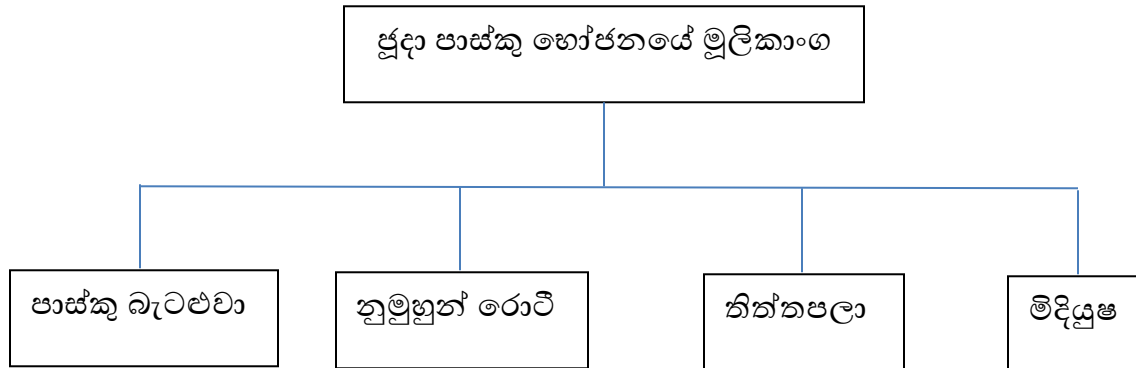 ජූදා පාස්කු භෝජනයේ මූලිකාංග
පාස්කු බැටළුවා
නුමුහුන් රොටී
තිත්තපලා
මිදියුෂ